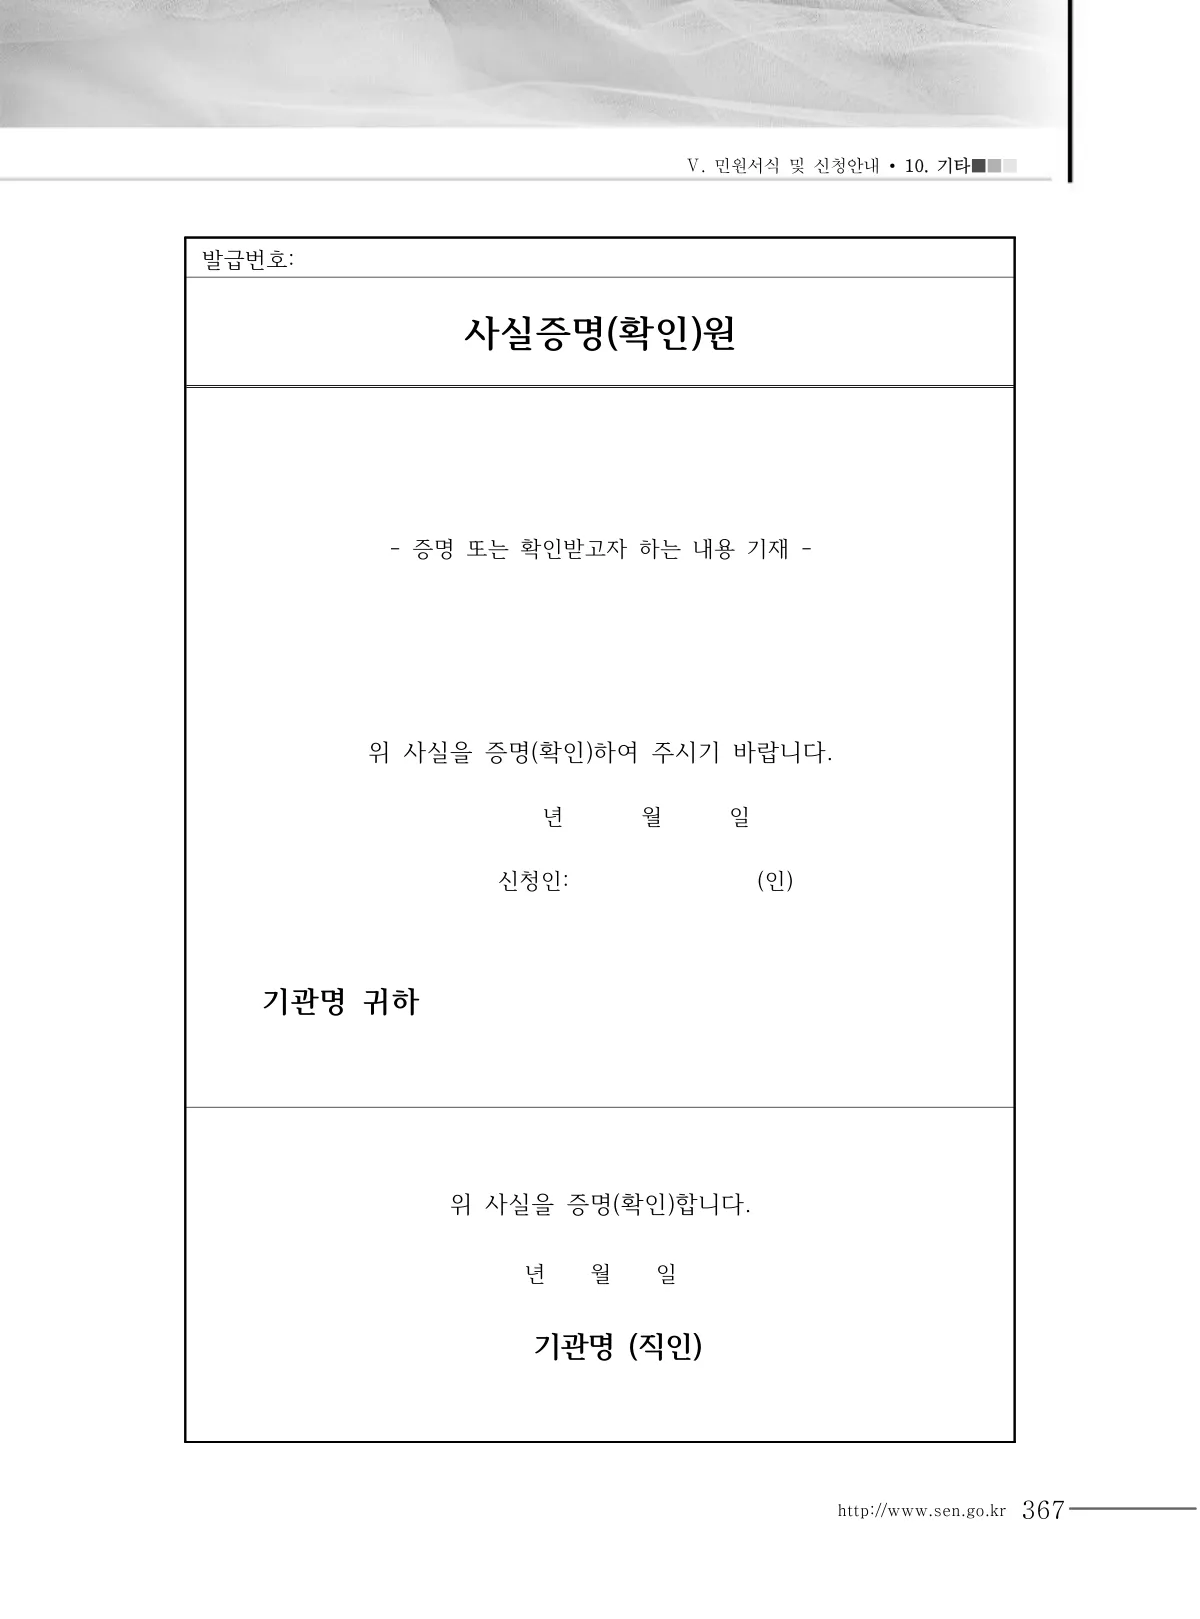 Ⅴ. 민원서식 및 신청안내 • 10. 기타
발급번호:
사실증명(확인)원
- 증명 또는 확인받고자 하는 내용 기재 -
위 사실을 증명(확인)하여 주시기 바랍니다.
년 월 일
신청인: (인)
기관명 귀하
위 사실을 증명(확인)합니다.
년 월 일
기관명 (직인)
http://www.sen.go.kr 367